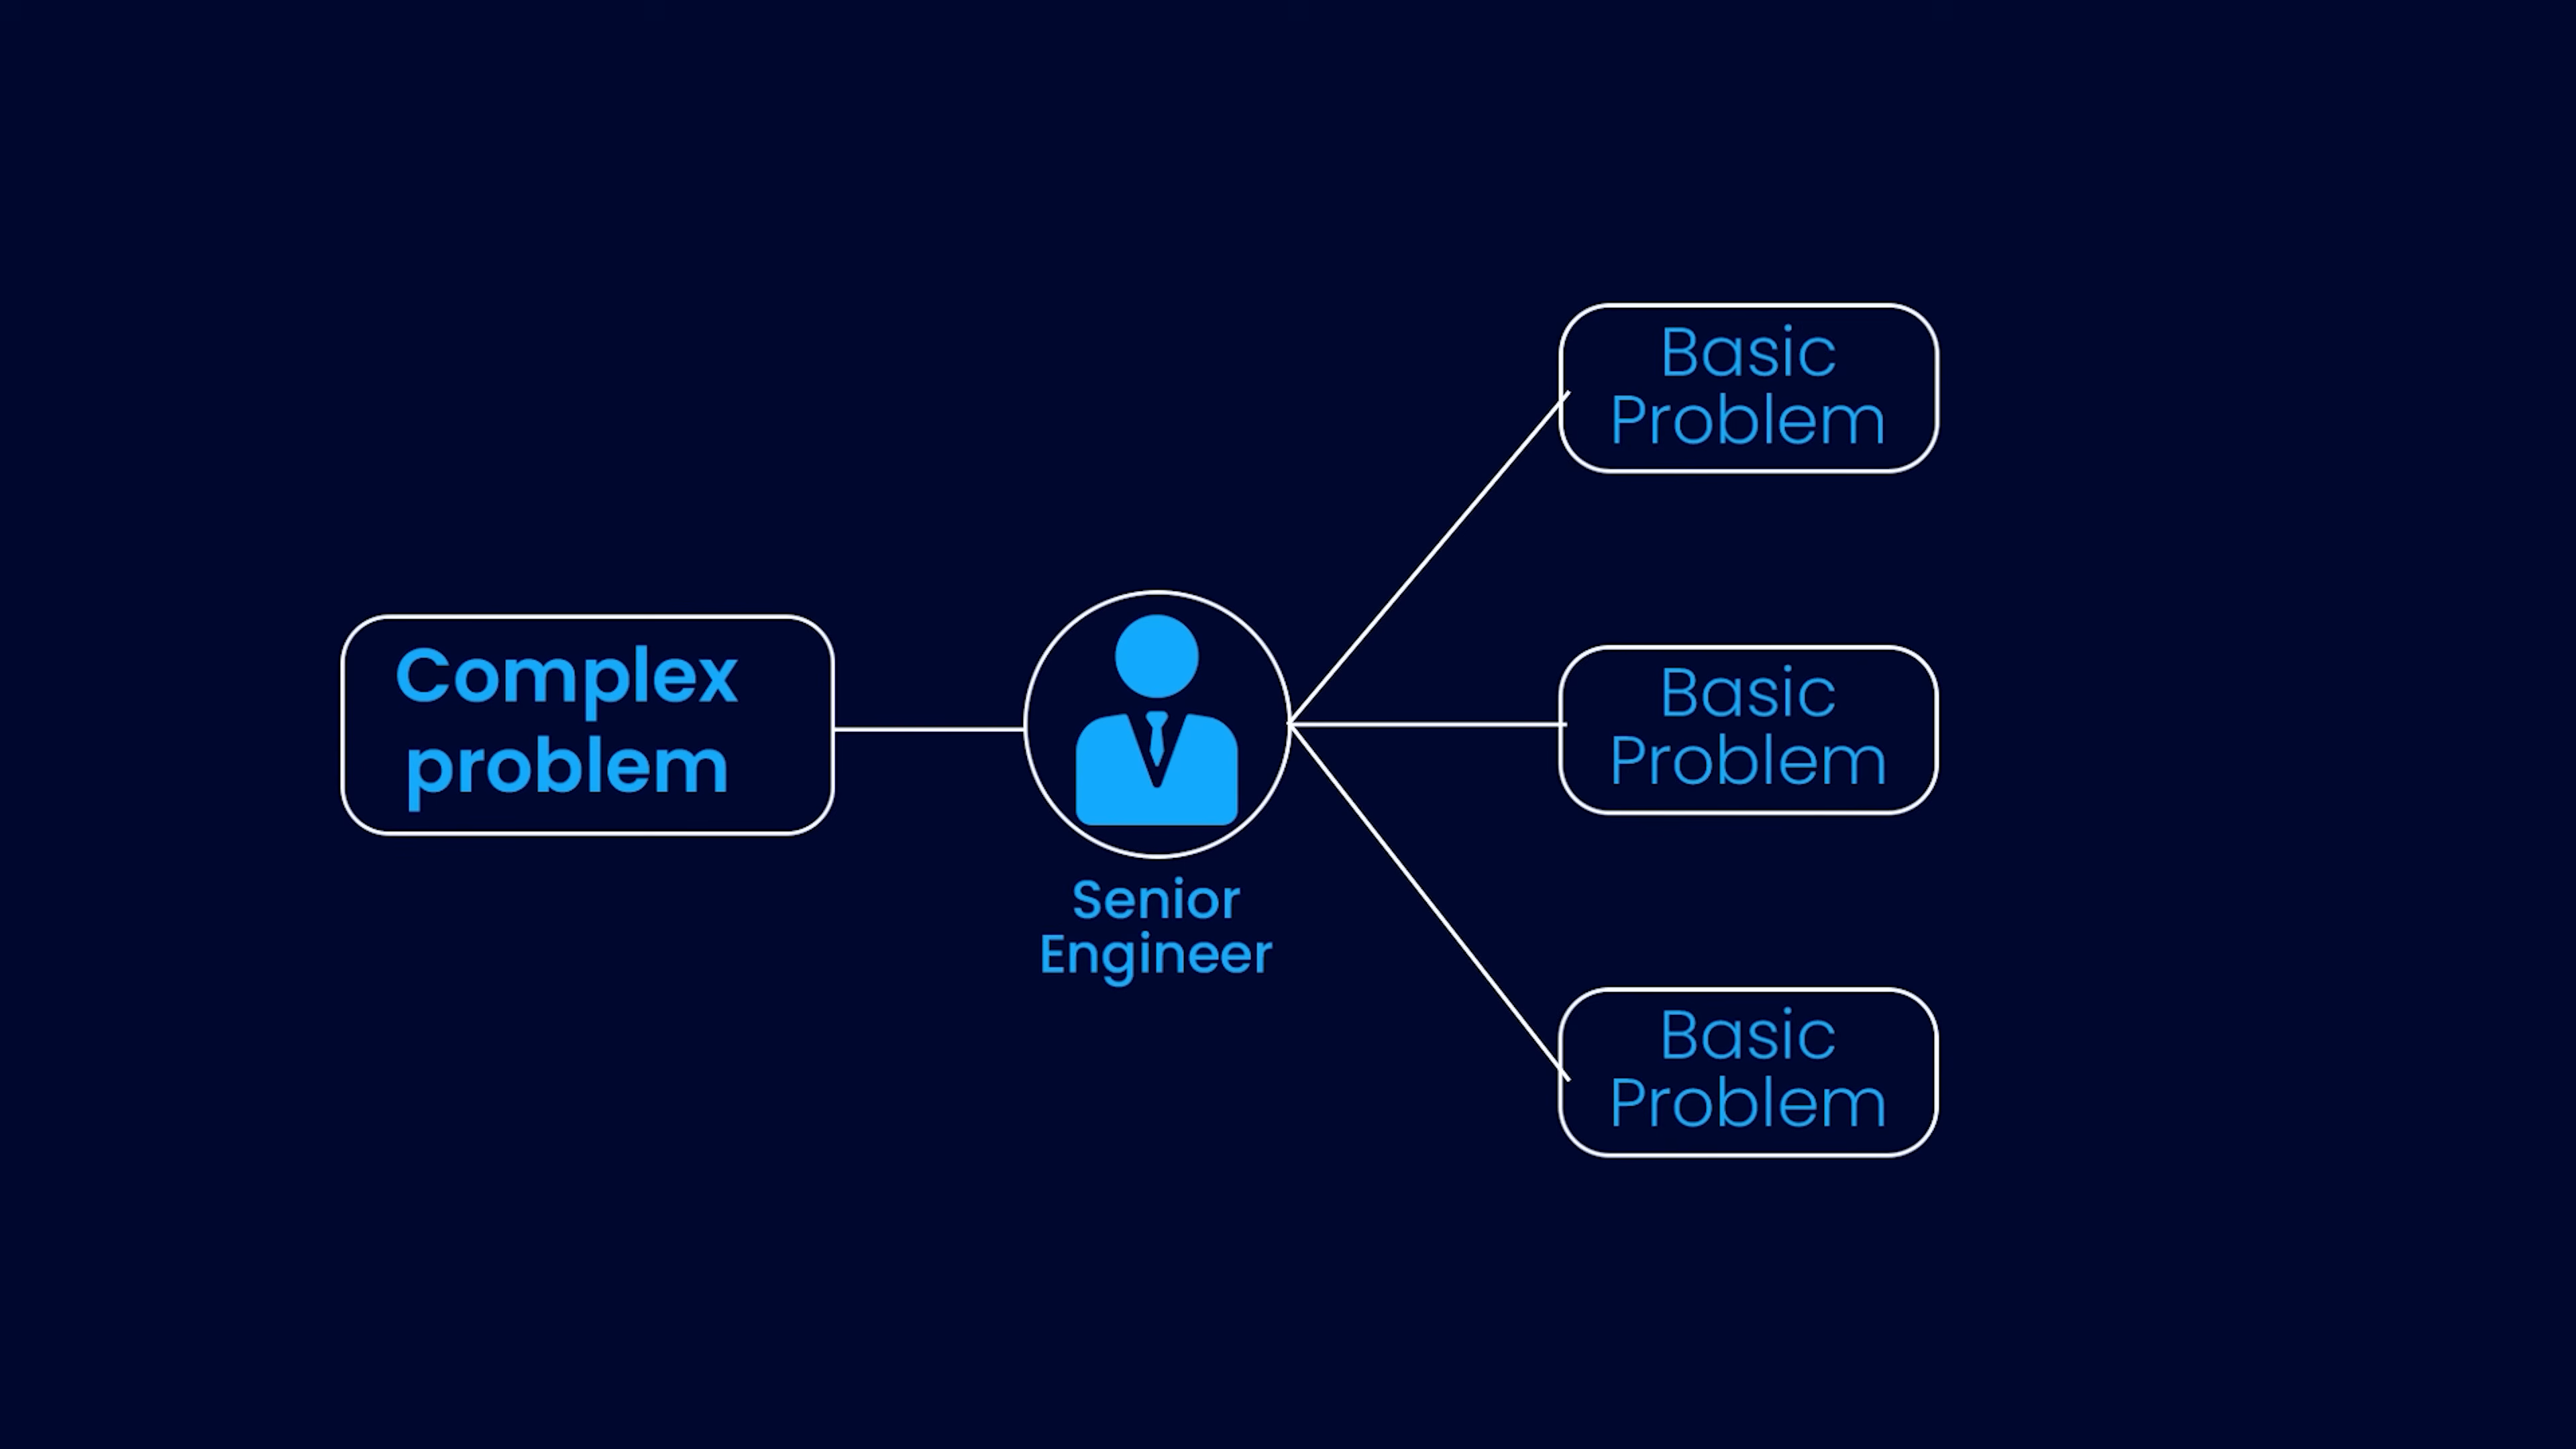 Complex
problem
Senior
Engineer
Basic
Problem
Basic
Problem
Basic
Problem